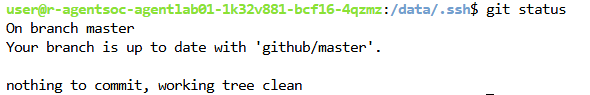 user@r-agentsoc-agentlab01-1k32v881-bcf16-4qzmz:/data/.ssh$ git status
On branch master
Your branch is up to date with 'github/master'.

nothing to commit, working tree clean